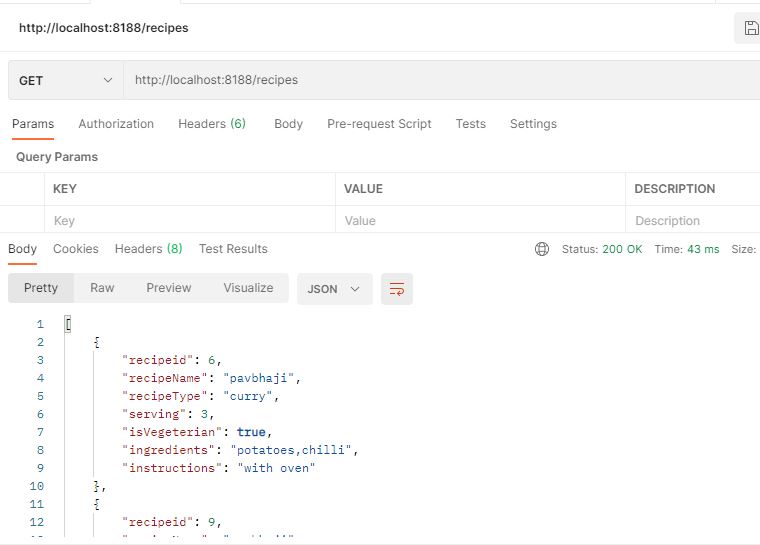 http://localhost:8188/recipes
GET http://localhost:8188/recipes
Params Authorization Headers (6) Body Pre-request Script Tests Settings
Query Params
KEY VALUE DESCRIPTION
Key Value Description
Body Cookies Headers (8) Test Results Status: 200 OK Time: 43 ms Size:
Pretty Raw Preview Visualize JSON
1 [
2 {
3 "recipeid": 6,
4 "recipeName": "pavbhaji",
5 "recipeType": "curry",
6 "serving": 3,
7 "isVegeterian": true,
8 "ingredients": "potatoes,chilli",
9 "instructions": "with oven"
10 },
11 {
12 "recipeid": 9,